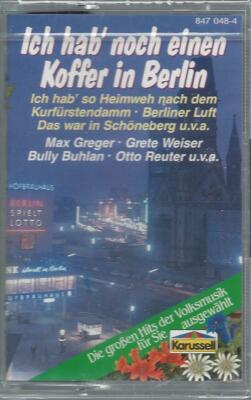 847 048-4
Ich hab' noch einen
Koffer in Berlin
Ich hab' so Heimweh nach dem
Kurfürstendamm · Berliner Luft
Das war in Schöneberg u.v.a.
Max Greger · Grete Weiser
Bully Buhlan · Otto Reuter u.v.a.
HOFBRÄUHAUS
BERLIN
SPIELT
LOTTO
Die großen Hits der Volksmusik
für Sie ausgewählt
Karussell